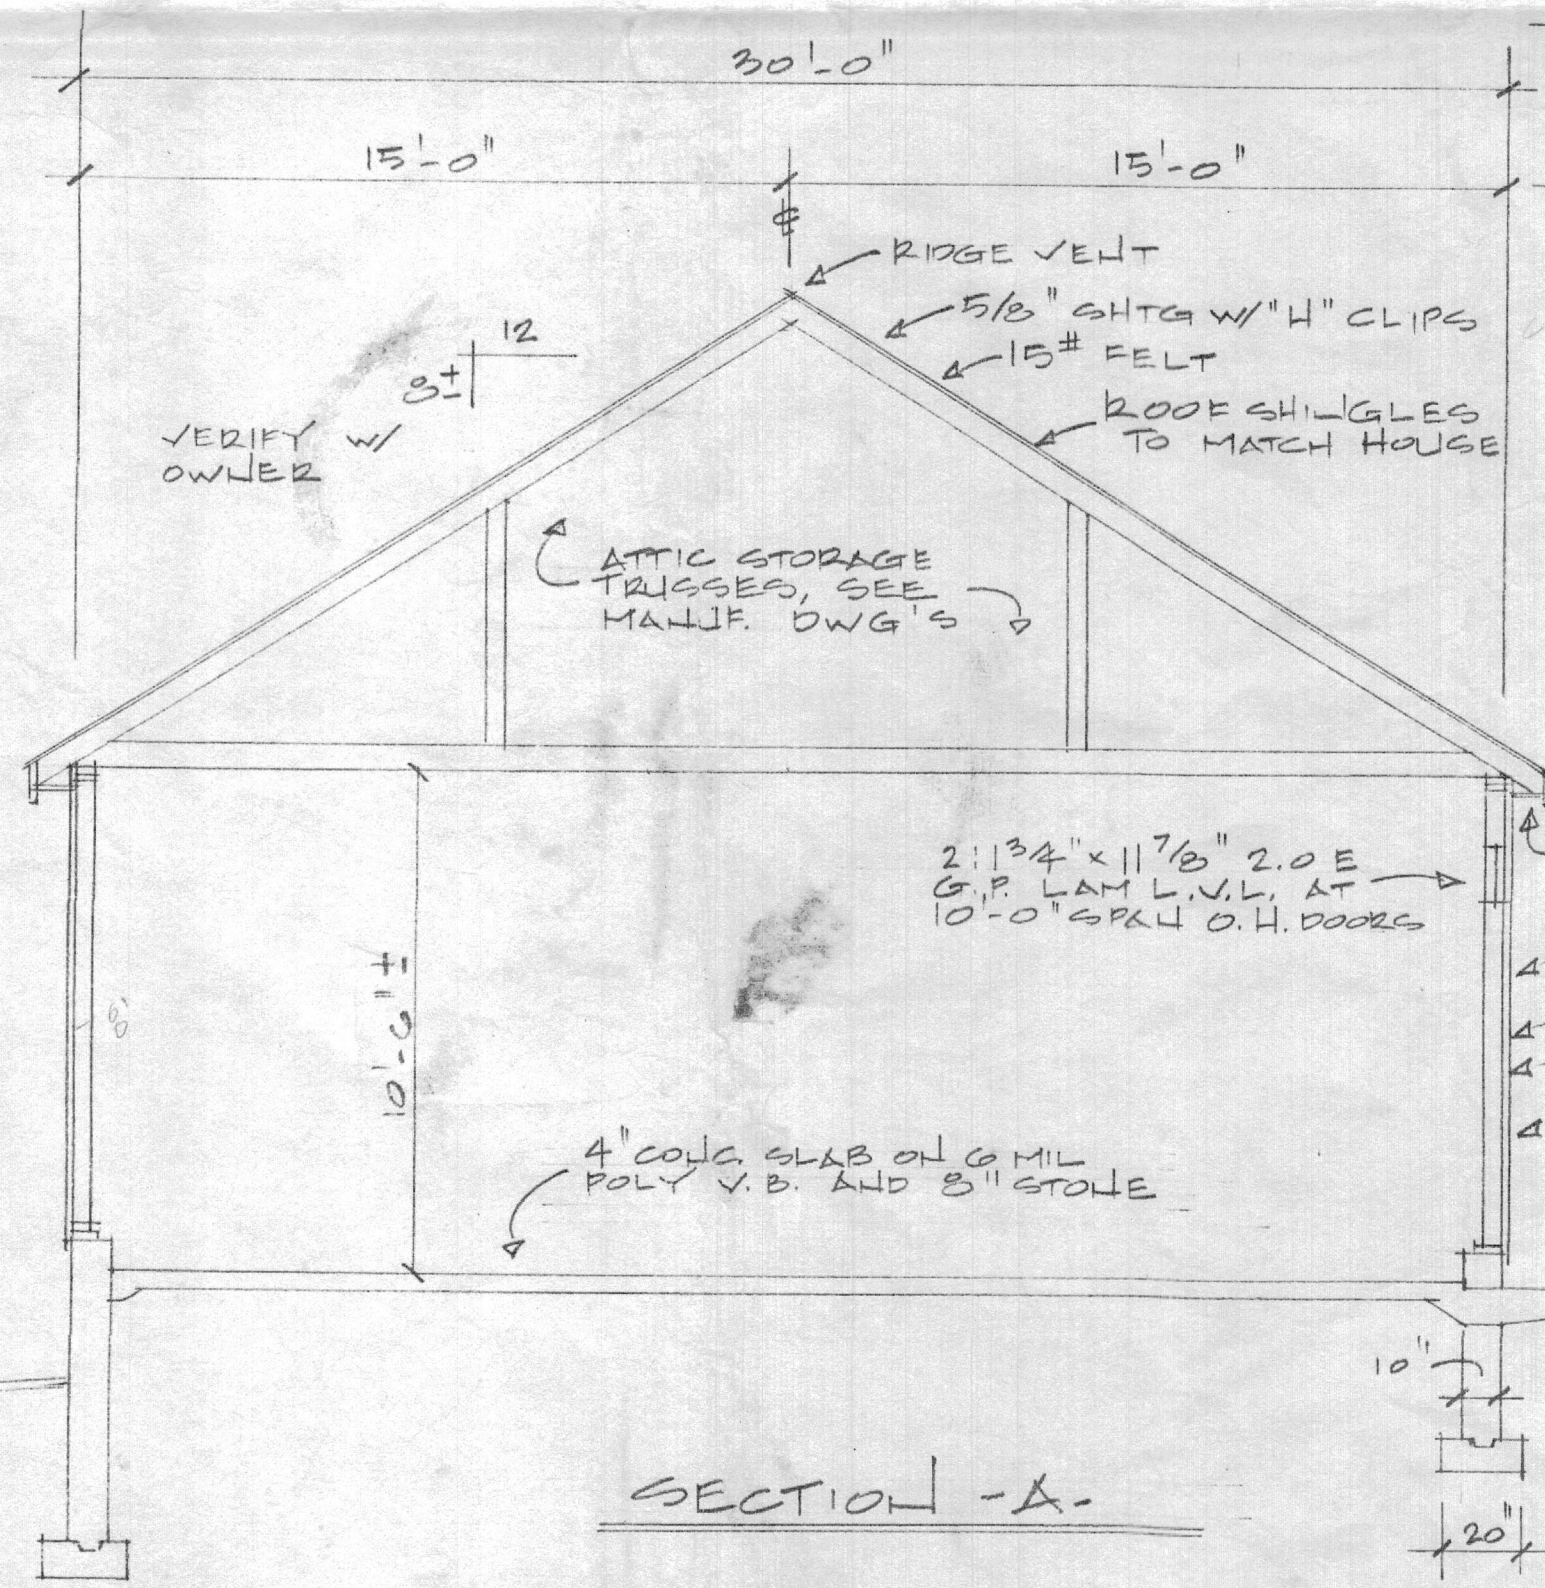 30'-0"
15'-0"
15'-0"
℄
RIDGE VENT
5/8" SHTG W/ "H" CLIPS
15# FELT
ROOF SHINGLES
TO MATCH HOUSE
12
8±
VERIFY W/
OWNER
ATTIC STORAGE
TRUSSES, SEE
MANUF. DWG'S
2:1 3/4" x 11 7/8" 2.0 E
G.P. LAM L.V.L. AT
10'-0" SPAN O.H. DOORS
10'-6" ±
4" CONC. SLAB ON 6 MIL
POLY V.B. AND 8" STONE
10"
20"
SECTION -A-